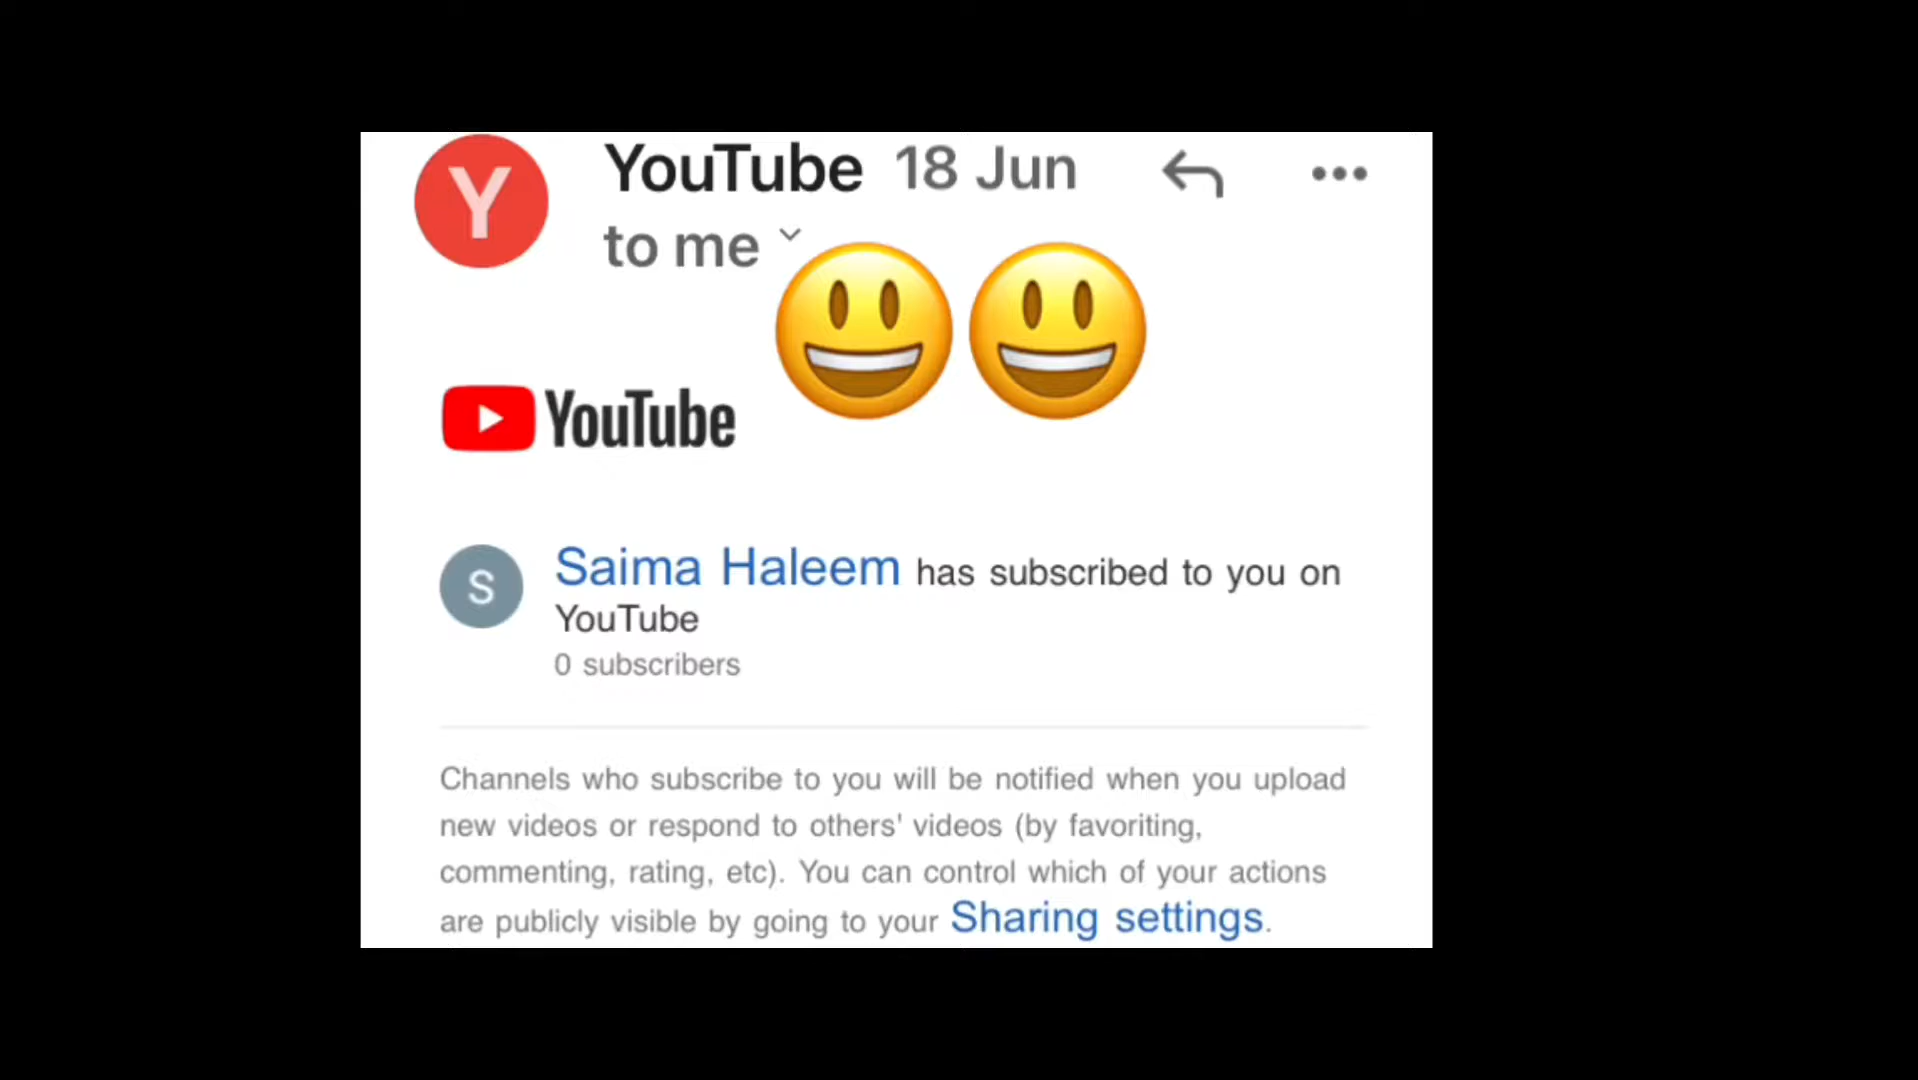 Y
YouTube 18 Jun
to me
YouTube
S
Saima Haleem has subscribed to you on
YouTube
0 subscribers
Channels who subscribe to you will be notified when you upload
new videos or respond to others' videos (by favoriting,
commenting, rating, etc). You can control which of your actions
are publicly visible by going to your Sharing settings.